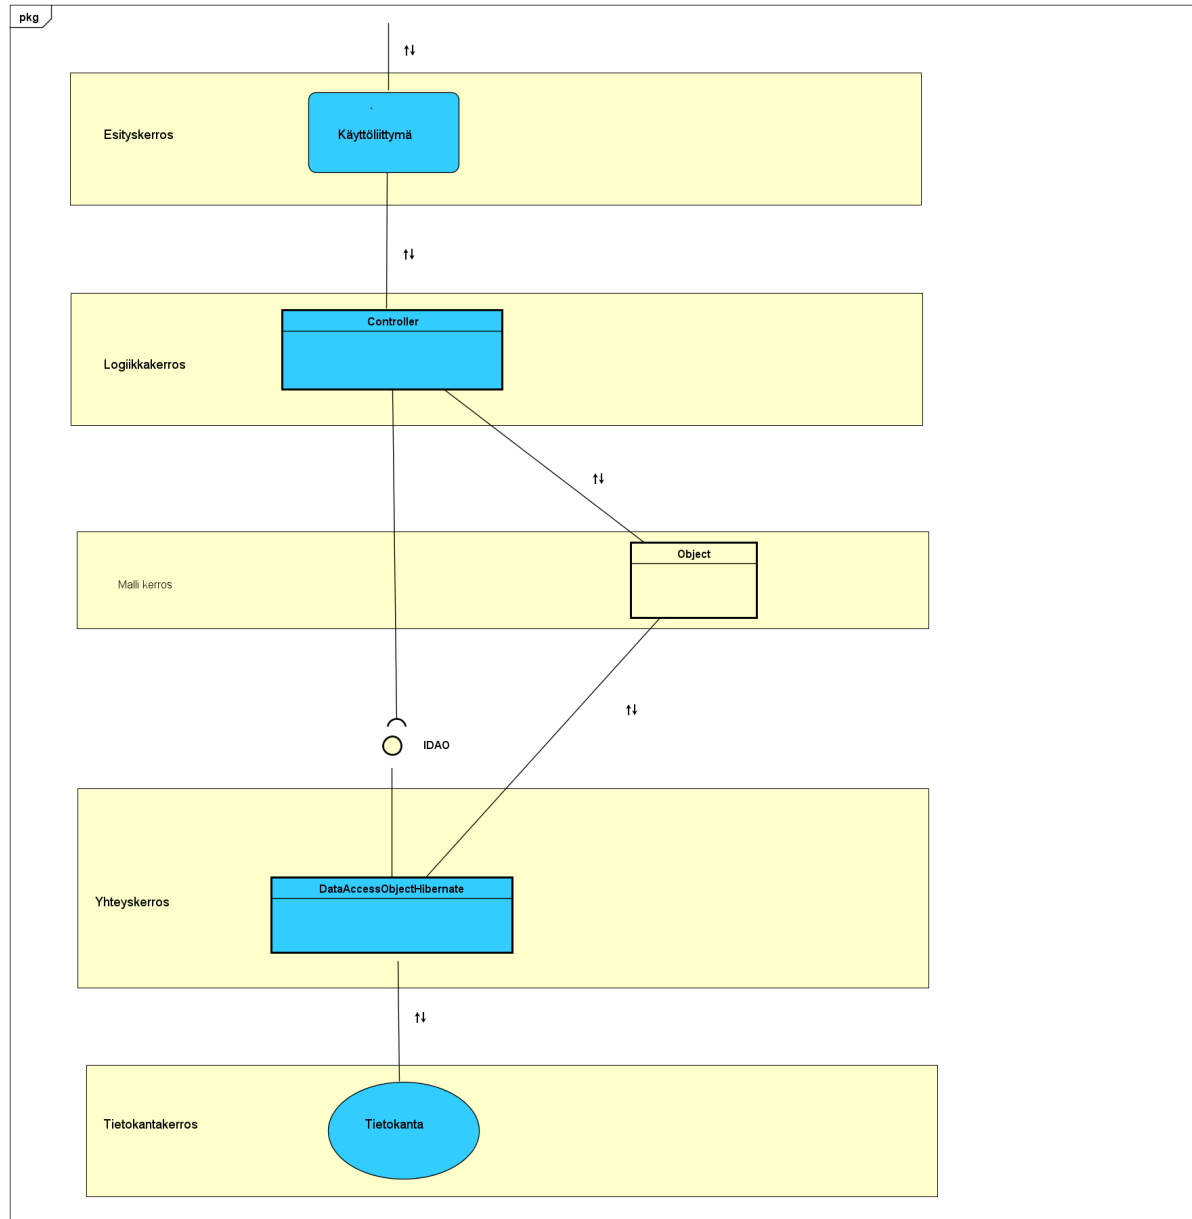 pkg
↑↓
Esityskerros
Käyttöliittymä
↑↓
Controller
Logiikkakerros
↑↓
Object
Malli kerros
↑↓
IDAO
DataAccessObjectHibernate
Yhteyskerros
↑↓
Tietokantakerros
Tietokanta